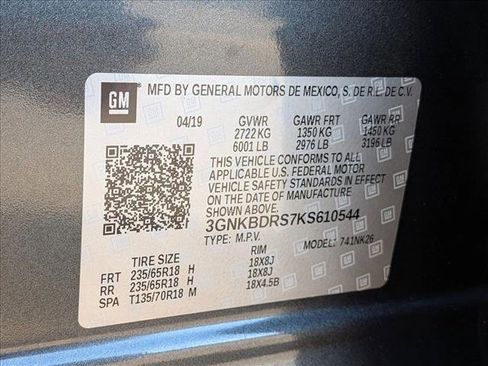 GM
MFD BY GENERAL MOTORS DE MEXICO, S. DE R.L. DE C.V.
04/19 GVWR GAWR FRT GAWR RR
2722 KG 1350 KG 1450 KG
6001 LB 2976 LB 3196 LB
THIS VEHICLE CONFORMS TO ALL
APPLICABLE U.S. FEDERAL MOTOR
VEHICLE SAFETY STANDARDS IN EFFECT
ON THE DATE OF MANUFACTURE
SHOWN ABOVE.
3GNKBDRS7KS610544
TYPE: M.P.V. MODEL: 741NK26
TIRE SIZE RIM
FRT 235/65R18 H 18X8J
RR 235/65R18 H 18X8J
SPA T135/70R18 M 18X4.5B